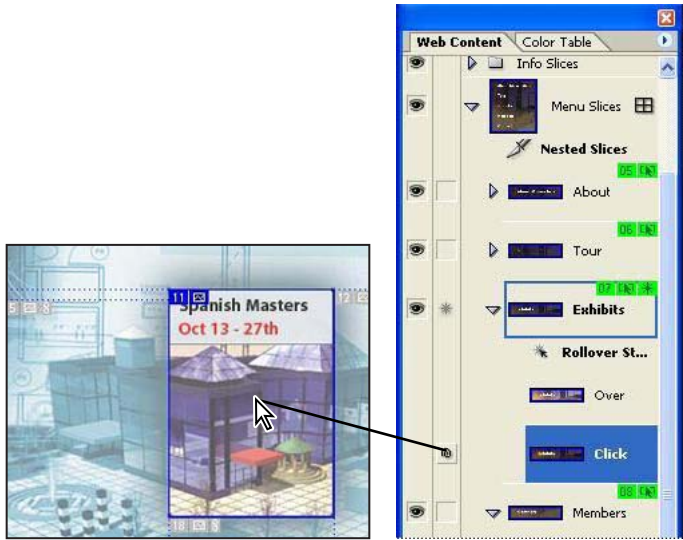 Web Content
Color Table
Info Slices
Menu Slices
Nested Slices
05
About
06
Tour
07
Exhibits
Rollover St...
Over
Click
08
Members
11
Spanish Masters
Oct 13 - 27th
12
18 8